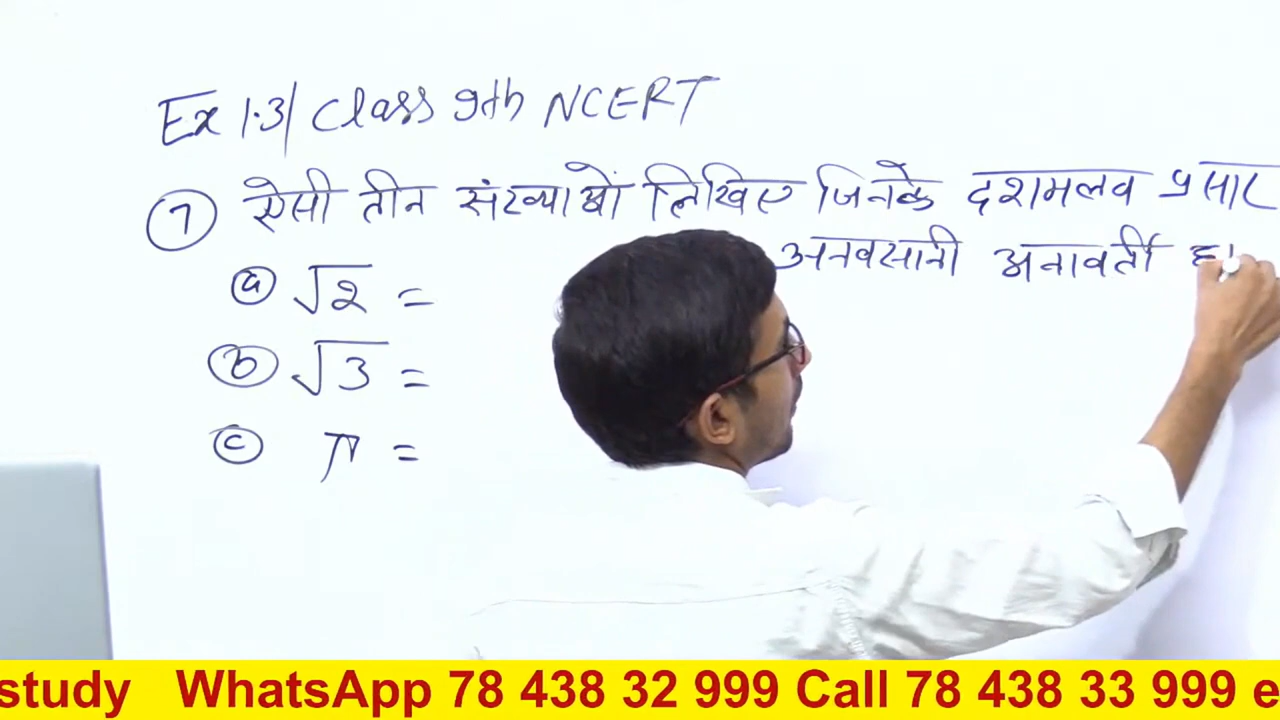 Ex 1.3| Class 9th NCERT
7 ऐसी तीन संख्याओं लिखिए जिनके दशमलव प्रसार
अनवसानी अनावर्ती
a √2 =
b √3 =
c π =
study WhatsApp 78 438 32 999 Call 78 438 33 999 e